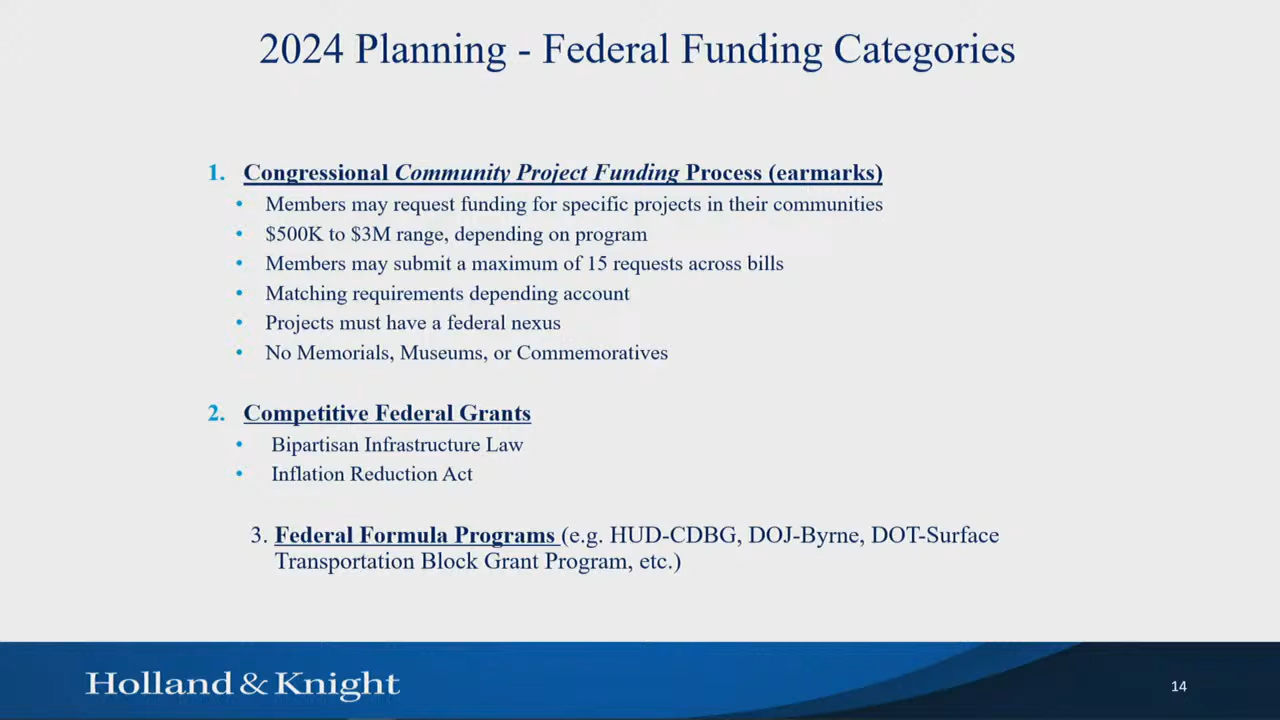 2024 Planning - Federal Funding Categories
1. Congressional Community Project Funding Process (earmarks)
• Members may request funding for specific projects in their communities
• $500K to $3M range, depending on program
• Members may submit a maximum of 15 requests across bills
• Matching requirements depending account
• Projects must have a federal nexus
• No Memorials, Museums, or Commemoratives
2. Competitive Federal Grants
• Bipartisan Infrastructure Law
• Inflation Reduction Act
3. Federal Formula Programs (e.g. HUD-CDBG, DOJ-Byrne, DOT-Surface
Transportation Block Grant Program, etc.)
Holland & Knight
14